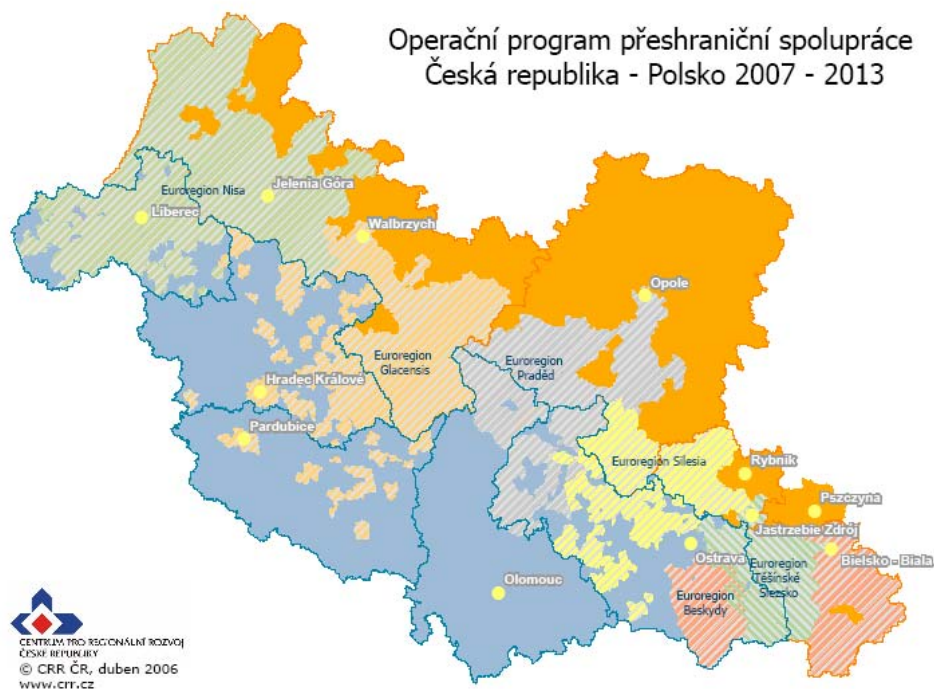 Operační program přeshraniční spolupráce
Česká republika - Polsko 2007 - 2013
Jelenia Góra
Euroregion Nisa
Liberec
Walbrzych
Opole
Euroregion
Glacensis
Euroregion
Praděd
Hradec Králové
Pardubice
Euroregion Silesia
Rybnik
Pszczyna
Jastrzebie Zdrój
Ostrava
Bielsko - Biala
Euroregion
Těšínské
Slezsko
Olomouc
Euroregion
Beskydy
CENTRUM PRO REGIONÁLNÍ ROZVOJ
ČESKÉ REPUBLIKY
© CRR ČR, duben 2006
www.crr.cz